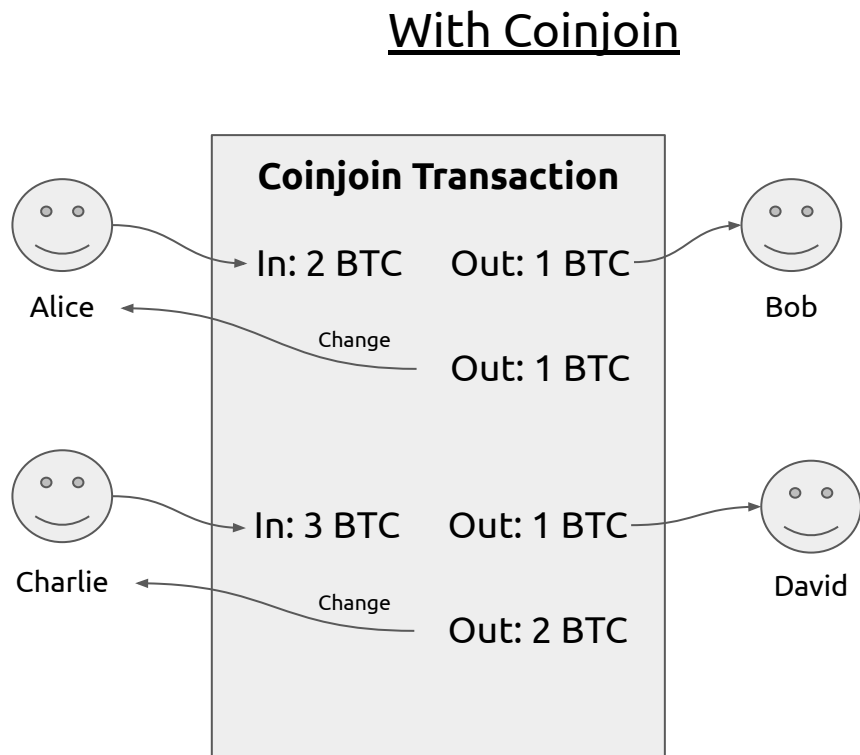 With Coinjoin
Coinjoin Transaction
In: 2 BTC Out: 1 BTC
Alice
Bob
Change
Out: 1 BTC
In: 3 BTC Out: 1 BTC
Charlie
David
Change
Out: 2 BTC